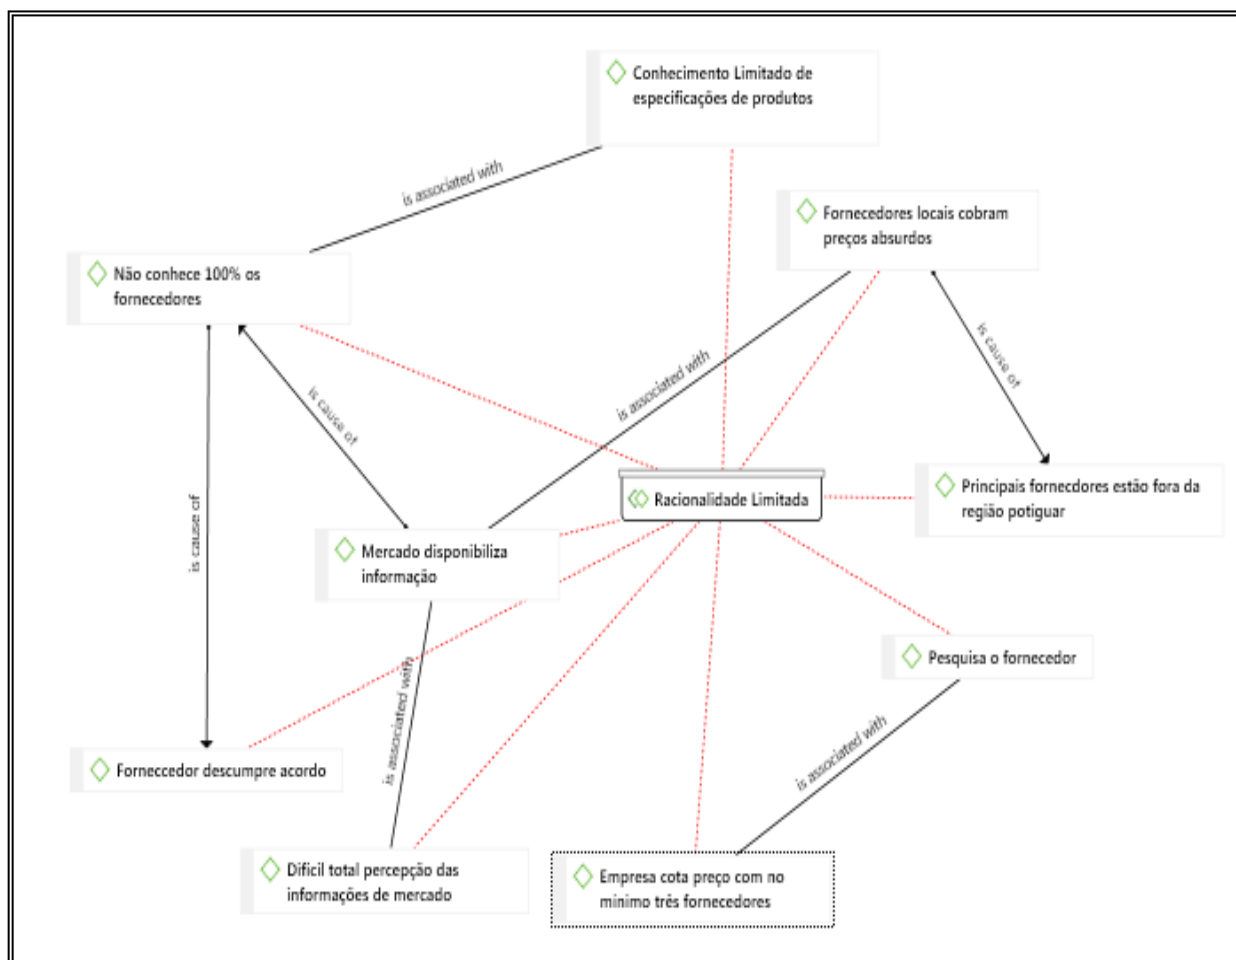 Conhecimento Limitado de
especificações de produtos
is associated with
Fornecedores locais cobram
preços absurdos
Não conhece 100% os
fornecedores
is cause of
is associated with
is cause of
Racionalidade Limitada
Principais fornecdores estão fora da
região potiguar
is cause of
Mercado disponibiliza
informação
Pesquisa o fornecedor
is associated with
is associated with
Forneccedor descumpre acordo
Dificil total percepção das
informações de mercado
Empresa cota preço com no
minimo três fornecedores